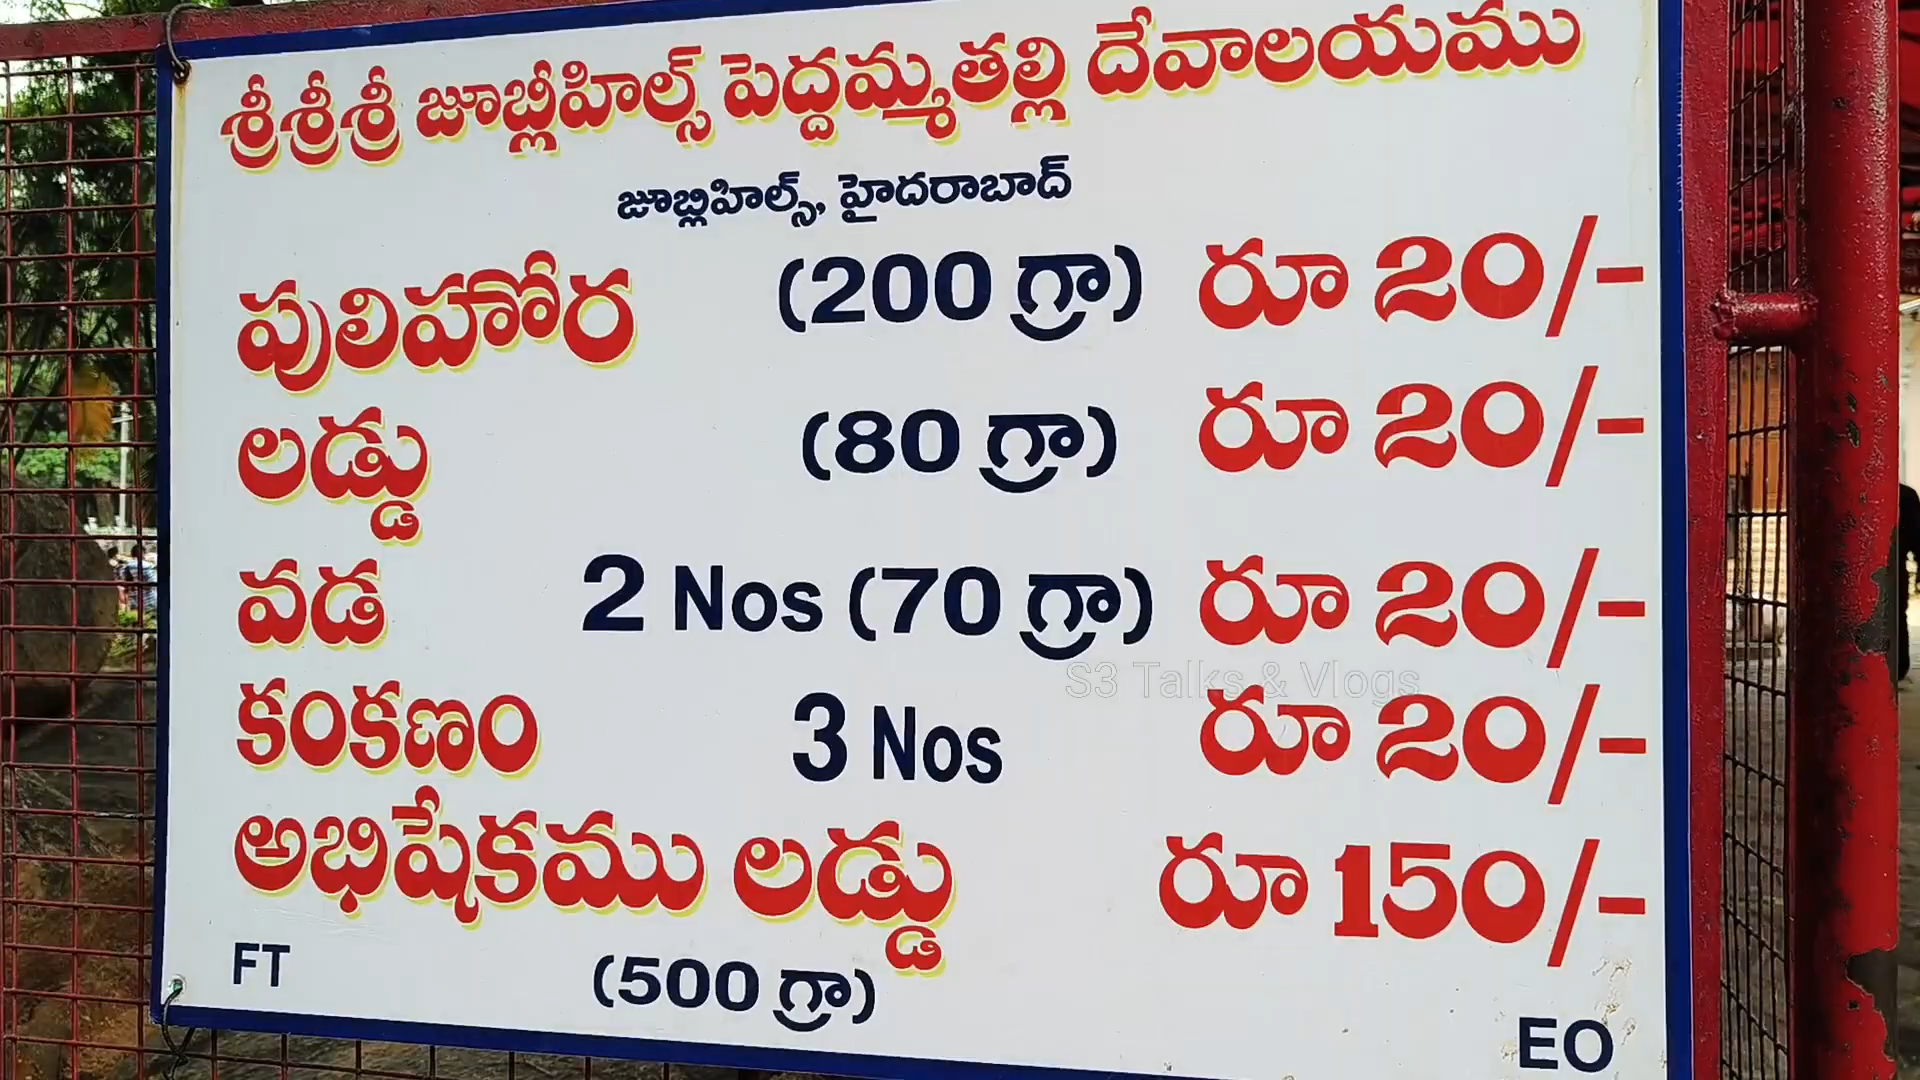 శ్రీశ్రీశ్రీ జూబ్లీహిల్స్ పెద్దమ్మతల్లి దేవాలయము
జూబ్లిహిల్స్, హైదరాబాద్
పులిహోర (200 గ్రా) రూ 20/-
లడ్డు (80 గ్రా) రూ 20/-
వడ 2 Nos (70 గ్రా) రూ 20/-
S3 Talks & Vlogs
కంకణం 3 Nos రూ 20/-
అభిషేకము లడ్డు రూ 150/-
FT (500 గ్రా)
EO